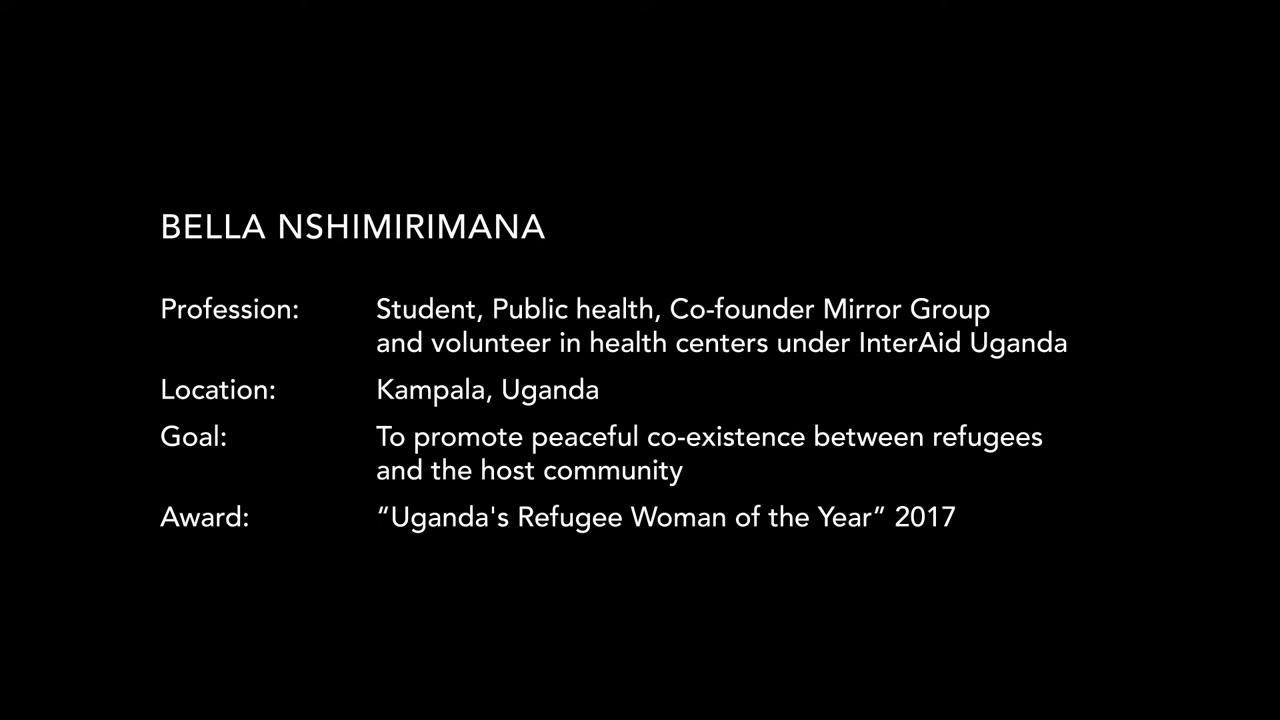 BELLA NSHIMIRIMANA
Profession: Student, Public health, Co-founder Mirror Group
and volunteer in health centers under InterAid Uganda
Location: Kampala, Uganda
Goal: To promote peaceful co-existence between refugees
and the host community
Award: “Uganda's Refugee Woman of the Year” 2017